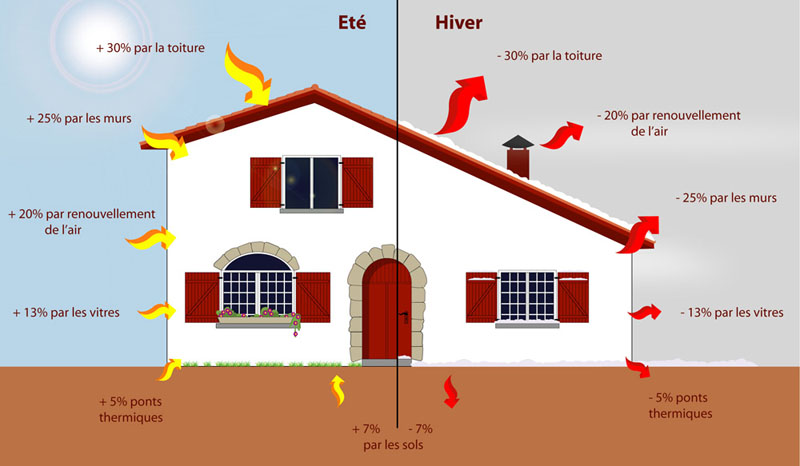 Eté
Hiver
+ 30% par la toiture
+ 25% par les murs
+ 20% par renouvellement
de l'air
+ 13% par les vitres
+ 5% ponts
thermiques
+ 7%
- 7%
par les sols
- 30% par la toiture
- 20% par renouvellement
de l'air
- 25% par les murs
- 13% par les vitres
- 5% ponts
thermiques